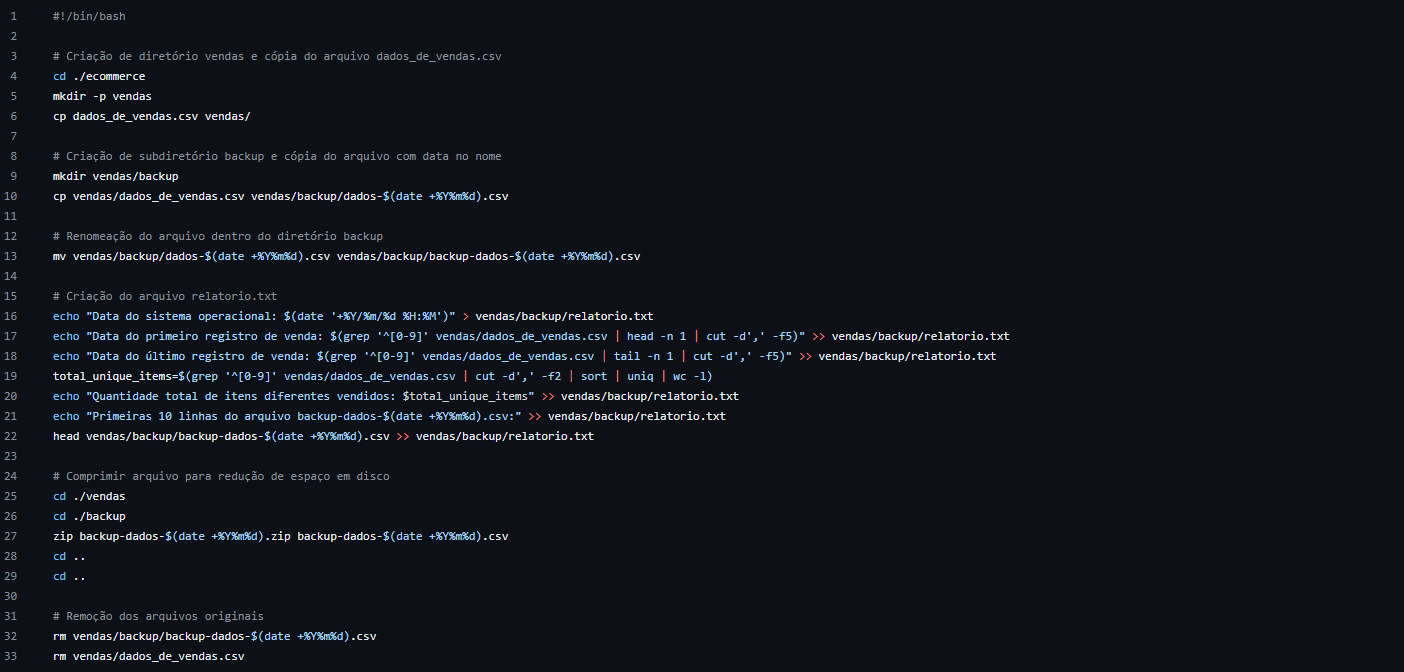 1 #!/bin/bash
2
3 # Criação de diretório vendas e cópia do arquivo dados_de_vendas.csv
4 cd ./ecommerce
5 mkdir -p vendas
6 cp dados_de_vendas.csv vendas/
7
8 # Criação de subdiretório backup e cópia do arquivo com data no nome
9 mkdir vendas/backup
10 cp vendas/dados_de_vendas.csv vendas/backup/dados-$(date +%Y%m%d).csv
11
12 # Renomeação do arquivo dentro do diretório backup
13 mv vendas/backup/dados-$(date +%Y%m%d).csv vendas/backup/backup-dados-$(date +%Y%m%d).csv
14
15 # Criação do arquivo relatorio.txt
16 echo "Data do sistema operacional: $(date '+%Y/%m/%d %H:%M')" > vendas/backup/relatorio.txt
17 echo "Data do primeiro registro de venda: $(grep '^[0-9]' vendas/dados_de_vendas.csv | head -n 1 | cut -d',' -f5)" >> vendas/backup/relatorio.txt
18 echo "Data do último registro de venda: $(grep '^[0-9]' vendas/dados_de_vendas.csv | tail -n 1 | cut -d',' -f5)" >> vendas/backup/relatorio.txt
19 total_unique_items=$(grep '^[0-9]' vendas/dados_de_vendas.csv | cut -d',' -f2 | sort | uniq | wc -l)
20 echo "Quantidade total de itens diferentes vendidos: $total_unique_items" >> vendas/backup/relatorio.txt
21 echo "Primeiras 10 linhas do arquivo backup-dados-$(date +%Y%m%d).csv:" >> vendas/backup/relatorio.txt
22 head vendas/backup/backup-dados-$(date +%Y%m%d).csv >> vendas/backup/relatorio.txt
23
24 # Comprimir arquivo para redução de espaço em disco
25 cd ./vendas
26 cd ./backup
27 zip backup-dados-$(date +%Y%m%d).zip backup-dados-$(date +%Y%m%d).csv
28 cd ..
29 cd ..
30
31 # Remoção dos arquivos originais
32 rm vendas/backup/backup-dados-$(date +%Y%m%d).csv
33 rm vendas/dados_de_vendas.csv